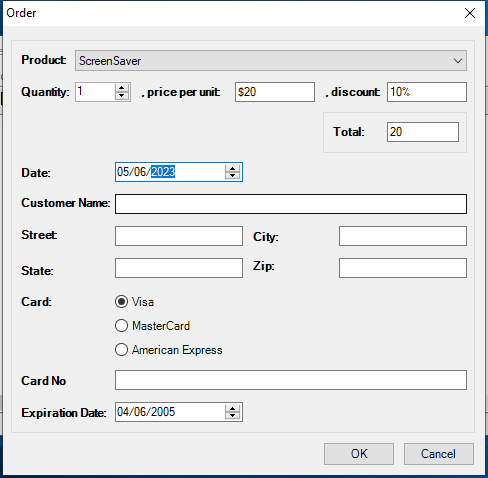 Order
Product: ScreenSaver
Quantity: 1 , price per unit: $20 , discount: 10%
Total: 20
Date: 05/06/2023
Customer Name:
Street: City:
State: Zip:
Card: Visa
MasterCard
American Express
Card No
Expiration Date: 04/06/2005
OK Cancel